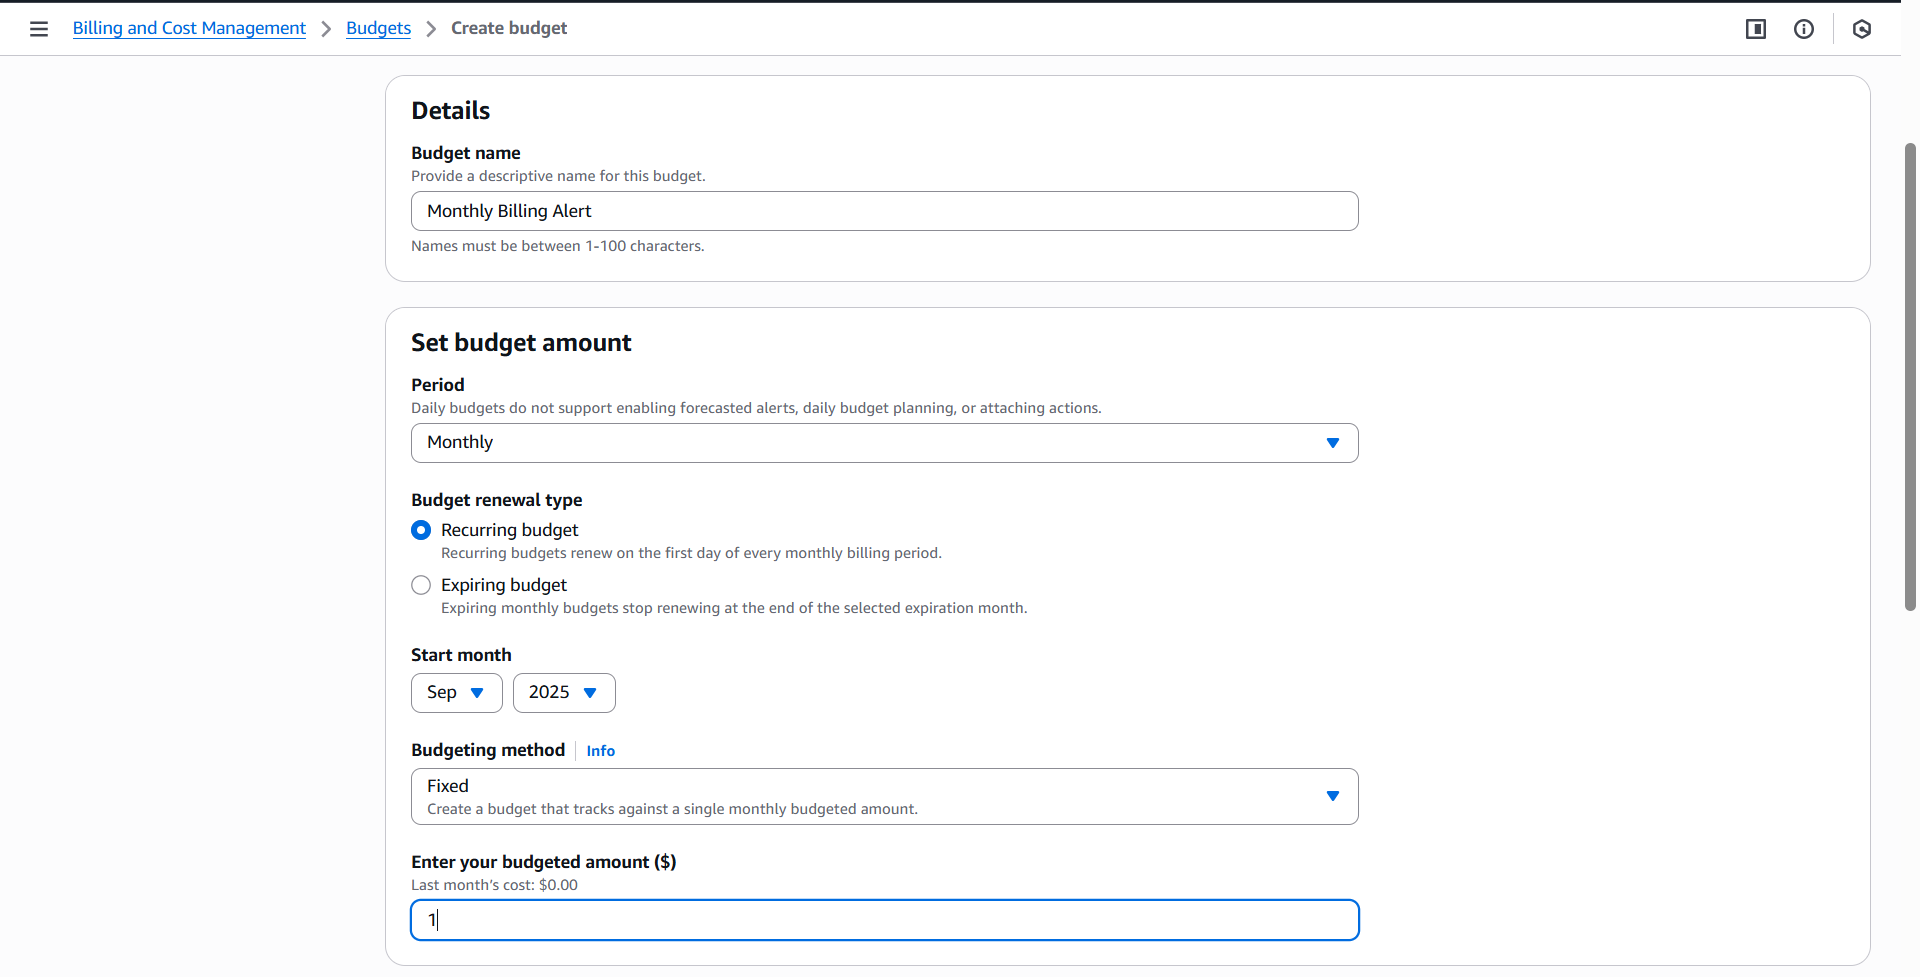 Billing and Cost Management > Budgets > Create budget
Details
Budget name
Provide a descriptive name for this budget.
Monthly Billing Alert
Names must be between 1-100 characters.
Set budget amount
Period
Daily budgets do not support enabling forecasted alerts, daily budget planning, or attaching actions.
Monthly
Budget renewal type
Recurring budget
Recurring budgets renew on the first day of every monthly billing period.
Expiring budget
Expiring monthly budgets stop renewing at the end of the selected expiration month.
Start month
Sep 2025
Budgeting method Info
Fixed
Create a budget that tracks against a single monthly budgeted amount.
Enter your budgeted amount ($)
Last month's cost: $0.00
1